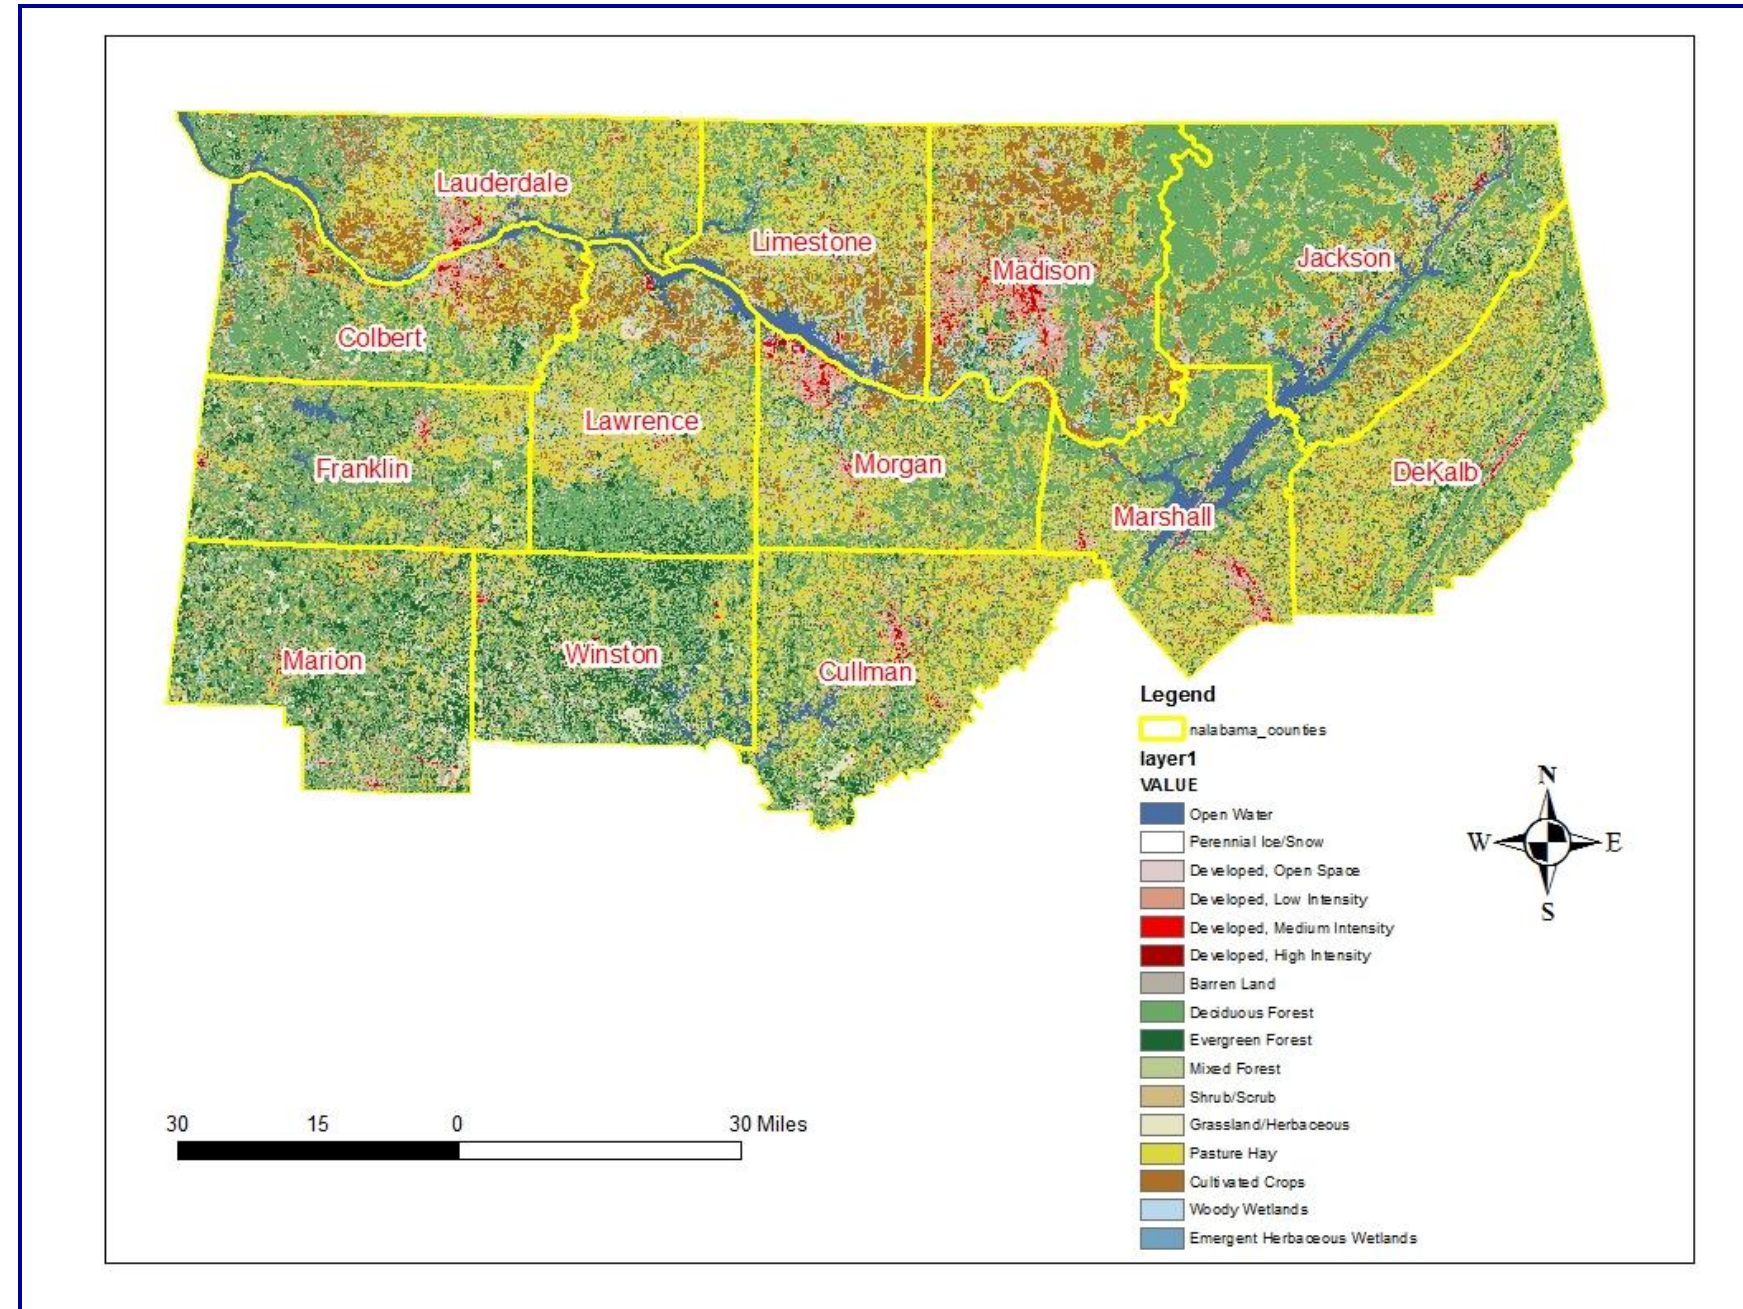 Lauderdale
Limestone
Madison
Jackson
Colbert
Lawrence
Franklin
Morgan
DeKalb
Marshall
Marion
Winston
Cullman
Legend
nalabama_counties
layer1
VALUE
Open Water
Perennial Ice/Snow
Developed, Open Space
Developed, Low Intensity
Developed, Medium Intensity
Developed, High Intensity
Barren Land
Deciduous Forest
Evergreen Forest
Mixed Forest
Shrub/Scrub
Grassland/Herbaceous
Pasture Hay
Cultivated Crops
Woody Wetlands
Emergent Herbaceous Wetlands
N
W E
S
30 15 0 30 Miles